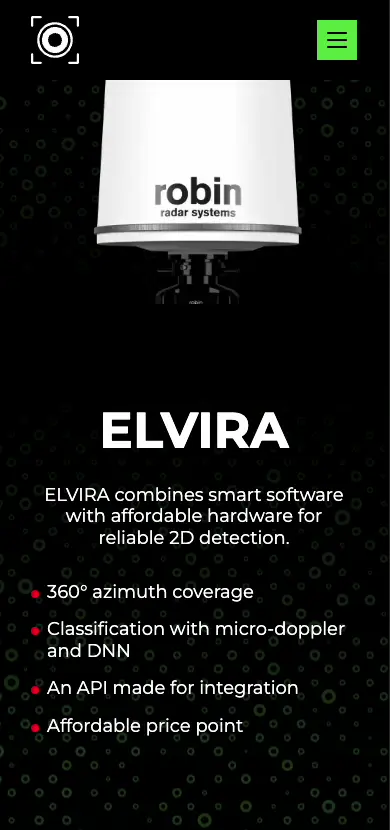 robin
radar systems
ELVIRA
ELVIRA combines smart software
with affordable hardware for
reliable 2D detection.
360° azimuth coverage
Classification with micro-doppler
and DNN
An API made for integration
Affordable price point